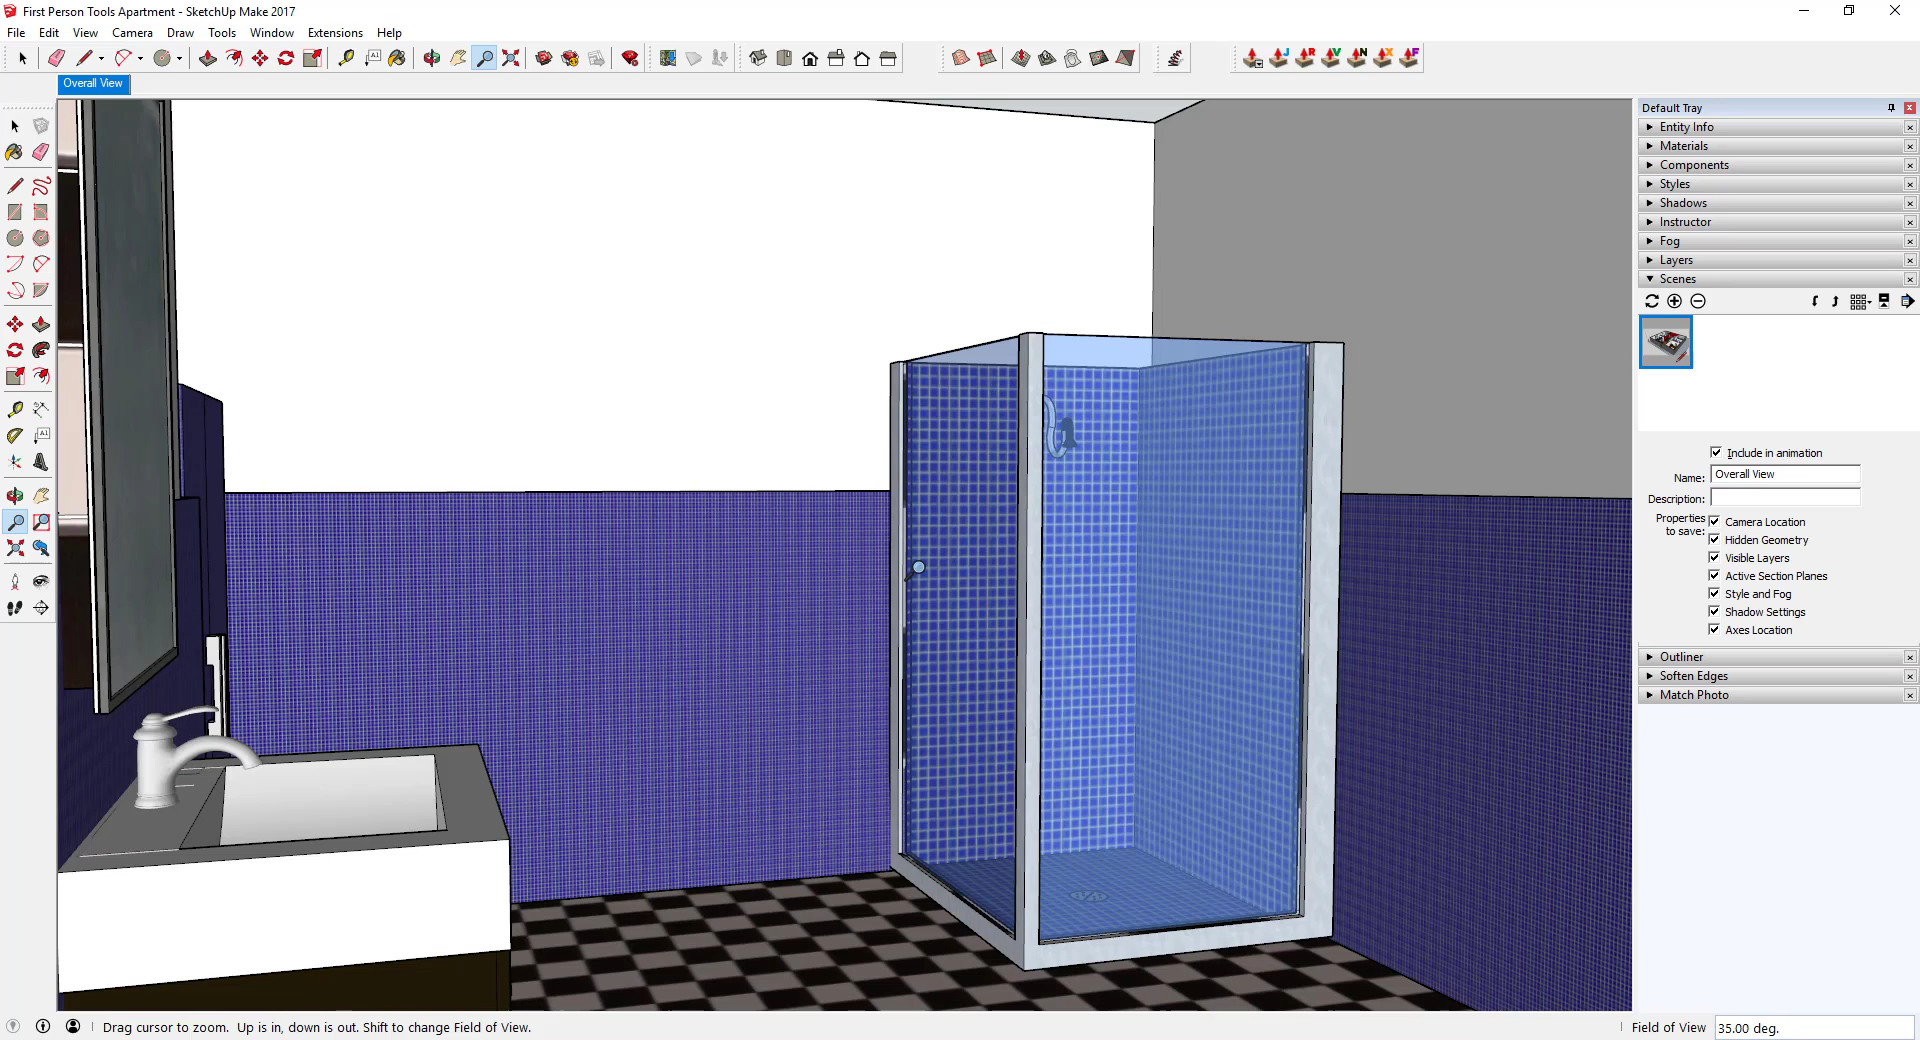 First Person Tools Apartment - SketchUp Make 2017
File Edit View Camera Draw Tools Window Extensions Help
A1
J R V N X F
Overall View
Default Tray
Entity Info
Materials
Components
Styles
Shadows
Instructor
Fog
Layers
Scenes
Include in animation
Name: Overall View
Description:
Properties to save:
Camera Location
Hidden Geometry
Visible Layers
Active Section Planes
Style and Fog
Shadow Settings
Axes Location
A1
Outliner
Soften Edges
Match Photo
Drag cursor to zoom. Up is in, down is out. Shift to change Field of View.
Field of View 35.00 deg.